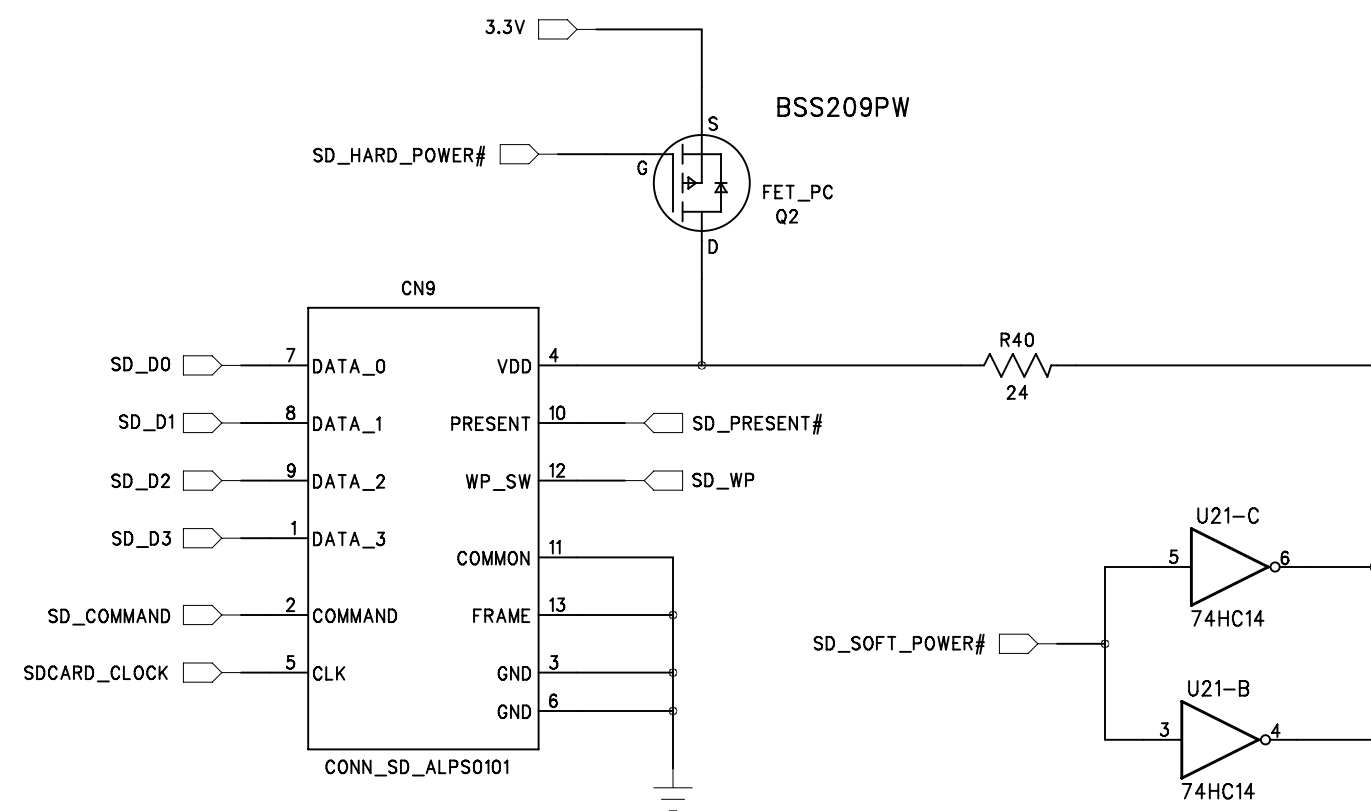 3.3V
BSS209PW
S
SD_HARD_POWER#
G
FET_PC
Q2
D
CN9
R40
24
SD_D0
7
DATA_0
VDD
4
SD_D1
8
DATA_1
PRESENT
10
SD_PRESENT#
SD_D2
9
DATA_2
WP_SW
12
SD_WP
SD_D3
1
DATA_3
COMMON
11
SD_COMMAND
2
COMMAND
FRAME
13
SDCARD_CLOCK
5
CLK
GND
3
GND
6
CONN_SD_ALPS0101
U21-C
5
6
74HC14
SD_SOFT_POWER#
U21-B
3
4
74HC14